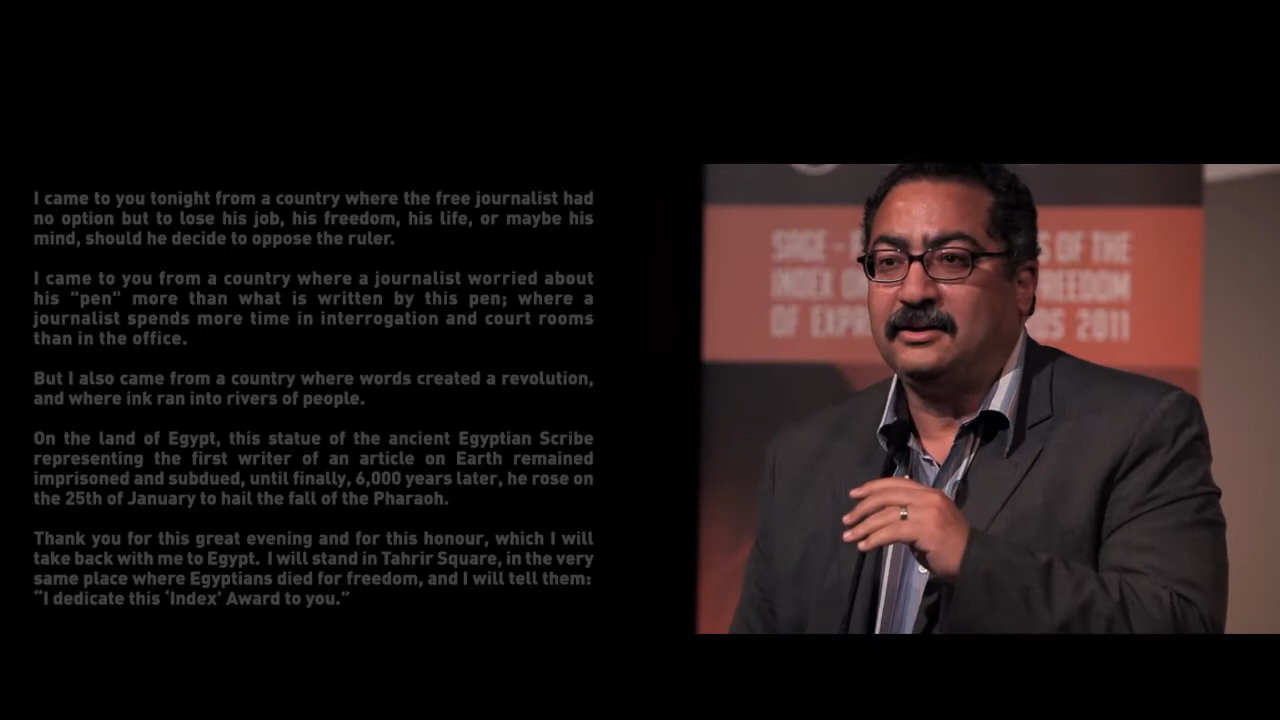 I came to you tonight from a country where the free journalist had
no option but to lose his job, his freedom, his life, or maybe his
mind, should he decide to oppose the ruler.
I came to you from a country where a journalist worried about
his "pen" more than what is written by this pen; where a
journalist spends more time in interrogation and court rooms
than in the office.
But I also came from a country where words created a revolution,
and where ink ran into rivers of people.
On the land of Egypt, this statue of the ancient Egyptian Scribe
representing the first writer of an article on Earth remained
imprisoned and subdued, until finally, 6,000 years later, he rose on
the 25th of January to hail the fall of the Pharaoh.
Thank you for this great evening and for this honour, which I will
take back with me to Egypt. I will stand in Tahrir Square, in the very
same place where Egyptians died for freedom, and I will tell them:
“I dedicate this ‘Index’ Award to you.”
SAGE - OF THE
INDEX
OF 2011